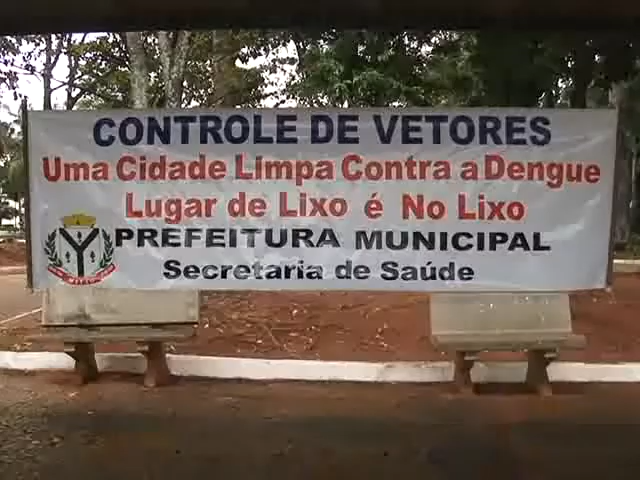 CONTROLE DE VETORES
Uma Cidade Limpa Contra a Dengue
Lugar de Lixo é No Lixo
PREFEITURA MUNICIPAL
Secretaria de Saúde